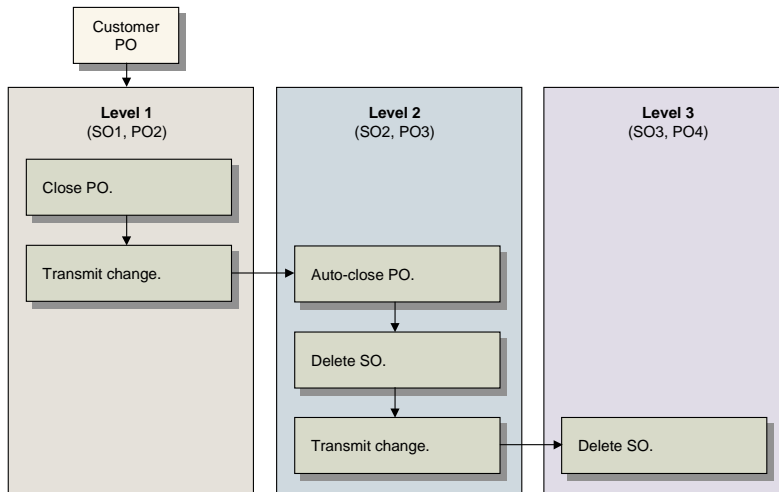 Customer
PO
Level 1
(SO1, PO2)
Close PO.
Transmit change.
Level 2
(SO2, PO3)
Auto-close PO.
Delete SO.
Transmit change.
Level 3
(SO3, PO4)
Delete SO.